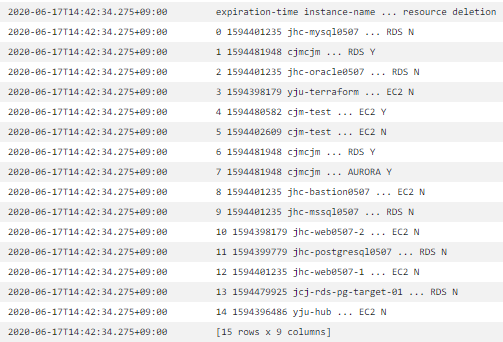 2020-06-17T14:42:34.275+09:00 expiration-time instance-name ... resource deletion
2020-06-17T14:42:34.275+09:00 0 1594401235 jhc-mysql0507 ... RDS N
2020-06-17T14:42:34.275+09:00 1 1594481948 cjmcjm ... RDS Y
2020-06-17T14:42:34.275+09:00 2 1594401235 jhc-oracle0507 ... RDS N
2020-06-17T14:42:34.275+09:00 3 1594398179 yju-terraform ... EC2 N
2020-06-17T14:42:34.275+09:00 4 1594480582 cjm-test ... EC2 Y
2020-06-17T14:42:34.275+09:00 5 1594402609 cjm-test ... EC2 N
2020-06-17T14:42:34.275+09:00 6 1594481948 cjmcjm ... RDS Y
2020-06-17T14:42:34.275+09:00 7 1594481948 cjmcjm ... AURORA Y
2020-06-17T14:42:34.275+09:00 8 1594401235 jhc-bastion0507 ... EC2 N
2020-06-17T14:42:34.275+09:00 9 1594401235 jhc-mssql0507 ... RDS N
2020-06-17T14:42:34.275+09:00 10 1594398179 jhc-web0507-2 ... EC2 N
2020-06-17T14:42:34.275+09:00 11 1594399779 jhc-postgresql0507 ... RDS N
2020-06-17T14:42:34.275+09:00 12 1594401235 jhc-web0507-1 ... EC2 N
2020-06-17T14:42:34.275+09:00 13 1594479925 jcj-rds-pg-target-01 ... RDS N
2020-06-17T14:42:34.275+09:00 14 1594396486 yju-hub ... EC2 N
2020-06-17T14:42:34.275+09:00 [15 rows x 9 columns]